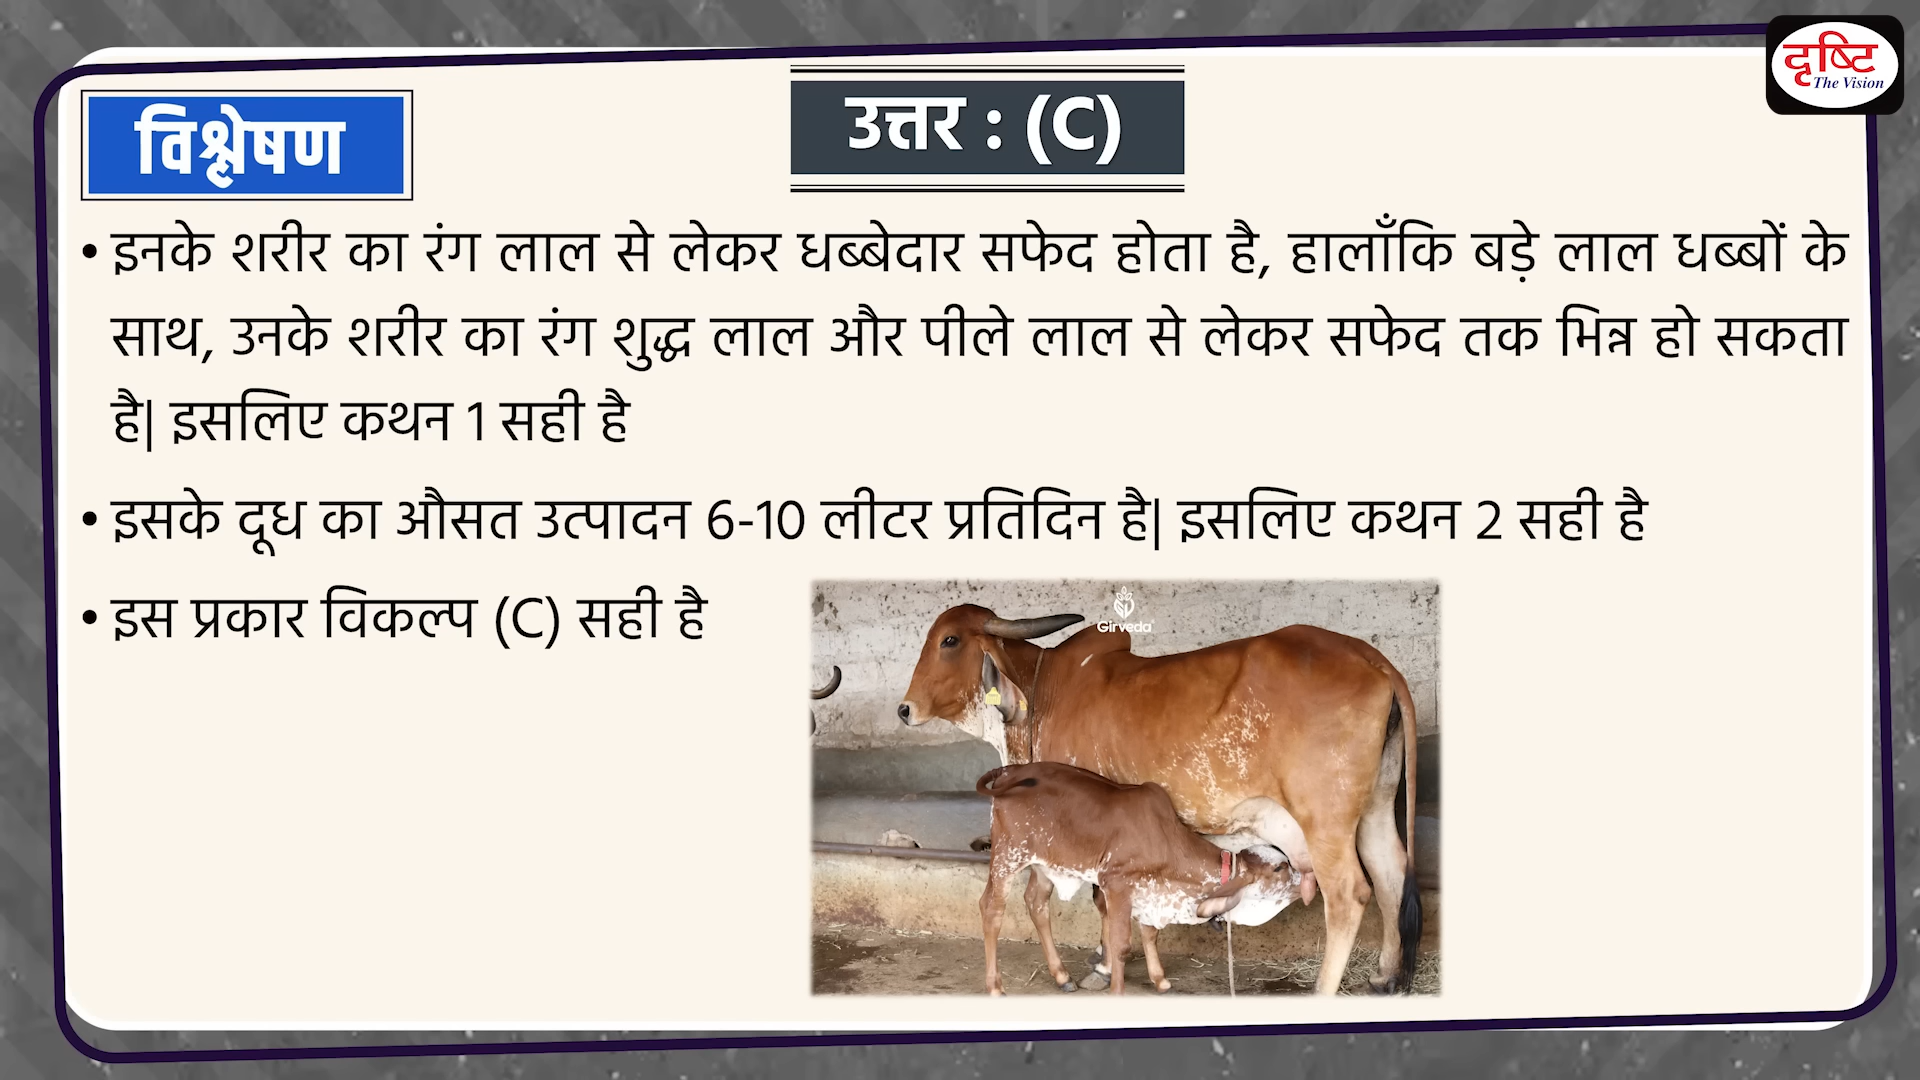 दृष्टि
The Vision
विश्लेषण
उत्तर : (C)
• इनके शरीर का रंग लाल से लेकर धब्बेदार सफेद होता है, हालाँकि बड़े लाल धब्बों के
साथ, उनके शरीर का रंग शुद्ध लाल और पीले लाल से लेकर सफेद तक भिन्न हो सकता
है| इसलिए कथन 1 सही है
• इसके दूध का औसत उत्पादन 6-10 लीटर प्रतिदिन है| इसलिए कथन 2 सही है
• इस प्रकार विकल्प (C) सही है
Girveda